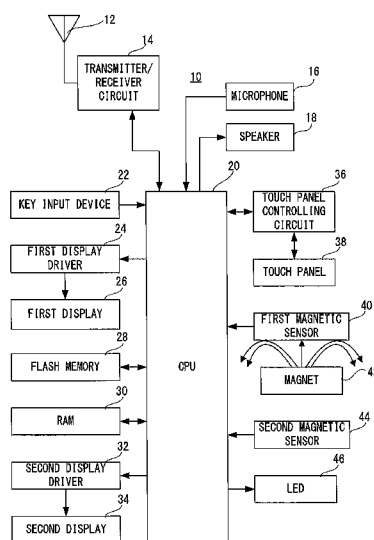 12
14
TRANSMITTER/
RECEIVER
CIRCUIT
10
16
MICROPHONE
18
SPEAKER
20
22
KEY INPUT DEVICE
24
FIRST DISPLAY
DRIVER
26
FIRST DISPLAY
28
FLASH MEMORY
30
RAM
32
SECOND DISPLAY
DRIVER
34
SECOND DISPLAY
CPU
36
TOUCH PANEL
CONTROLLING
CIRCUIT
38
TOUCH PANEL
40
FIRST MAGNETIC
SENSOR
MAGNET
44
SECOND MAGNETIC
SENSOR
46
LED